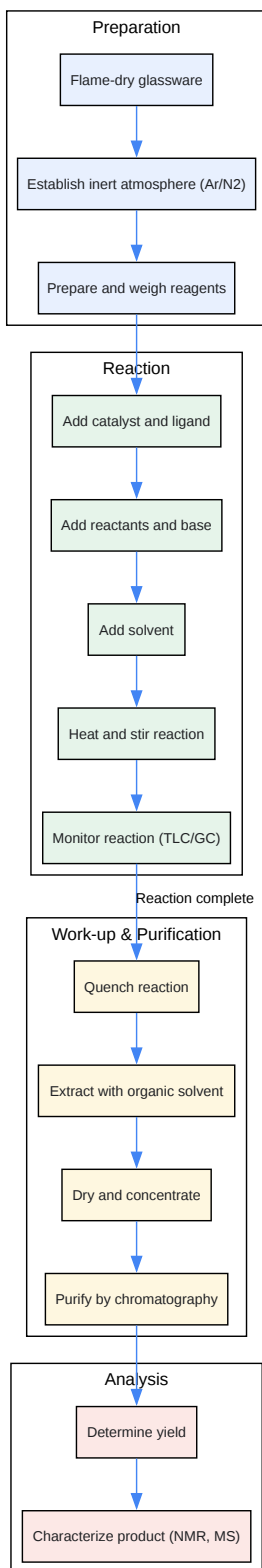 Preparation
Flame-dry glassware
Establish inert atmosphere (Ar/N2)
Prepare and weigh reagents
Reaction
Add catalyst and ligand
Add reactants and base
Add solvent
Heat and stir reaction
Monitor reaction (TLC/GC)
Reaction complete
Work-up & Purification
Quench reaction
Extract with organic solvent
Dry and concentrate
Purify by chromatography
Analysis
Determine yield
Characterize product (NMR, MS)